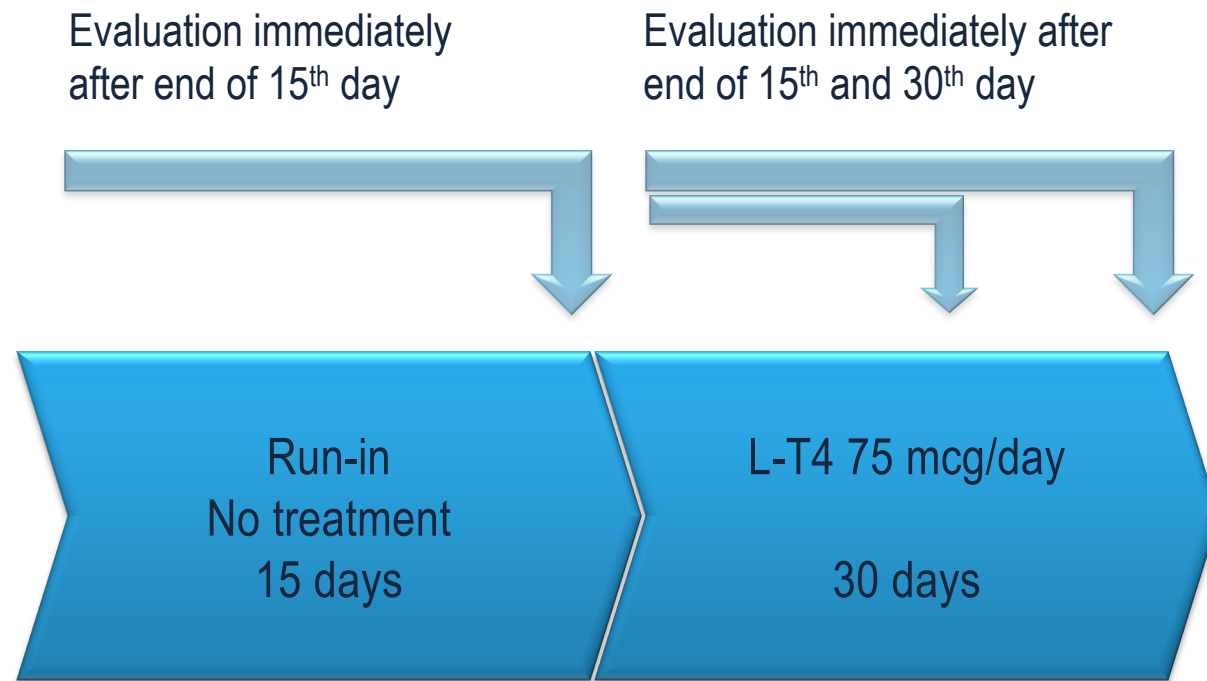 Evaluation immediately
after end of 15th day
Evaluation immediately after
end of 15th and 30th day
Run-in
No treatment
15 days
L-T4 75 mcg/day
30 days